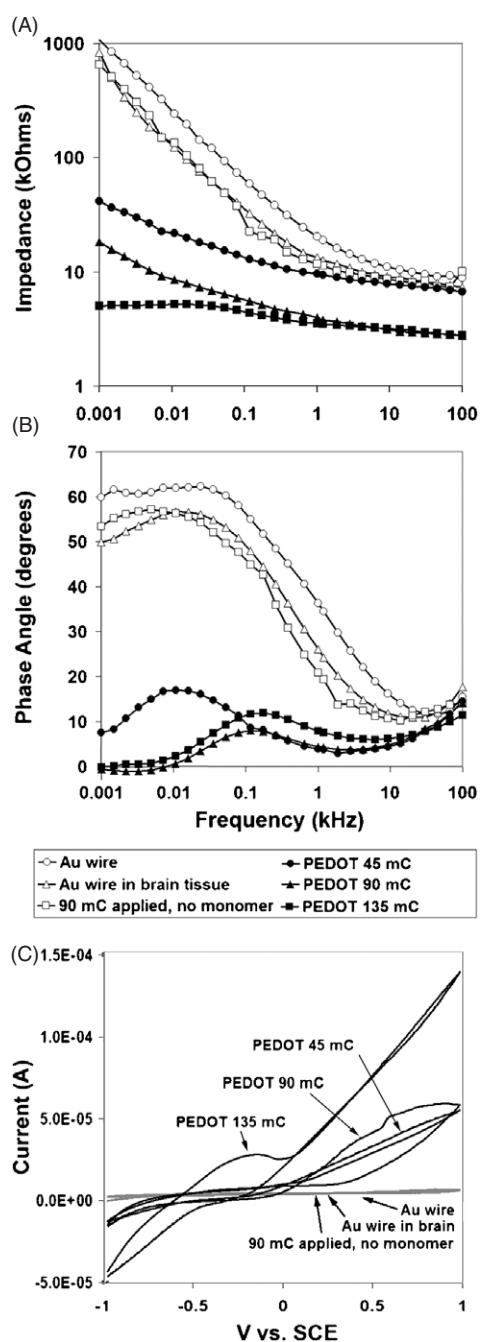 (A)
1000
100
10
1
Impedance (kOhms)
0.001 0.01 0.1 1 10 100
(B)
70
60
50
40
30
20
10
0
Phase Angle (degrees)
0.001 0.01 0.1 1 10 100
Frequency (kHz)
Au wire
Au wire in brain tissue
90 mC applied, no monomer
PEDOT 45 mC
PEDOT 90 mC
PEDOT 135 mC
(C)
1.5E-04
1.0E-04
5.0E-05
0.0E+00
-5.0E-05
Current (A)
PEDOT 45 mC
PEDOT 90 mC
PEDOT 135 mC
Au wire
Au wire in brain
90 mC applied, no monomer
-1 -0.5 0 0.5 1
V vs. SCE